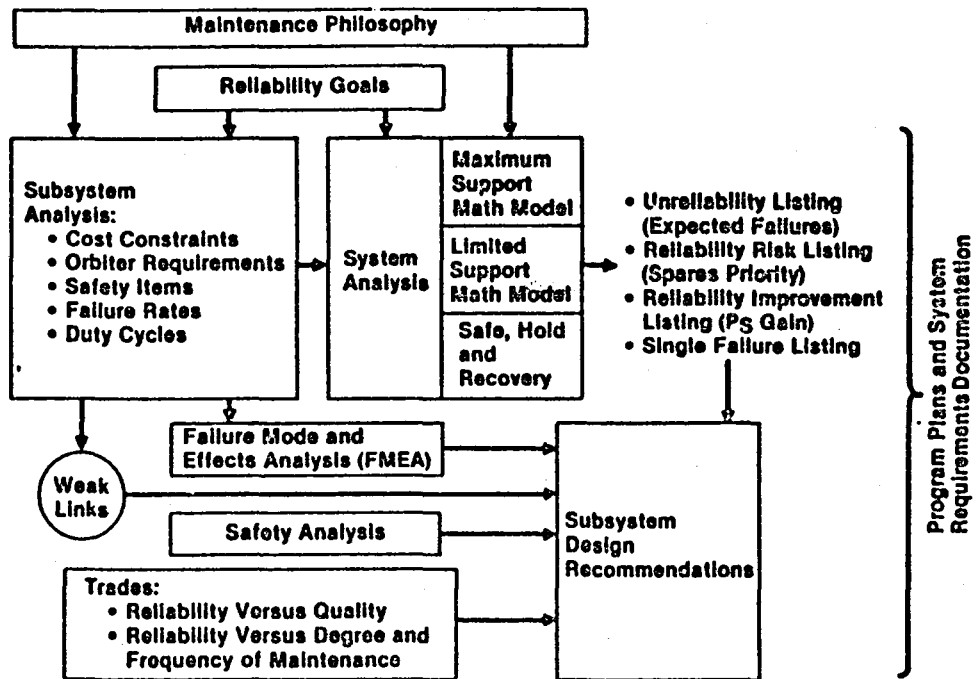 Maintenance Philosophy
Reliability Goals
Subsystem
Analysis:
• Cost Constraints
• Orbiter Requirements
• Safety Items
• Failure Rates
• Duty Cycles
System
Analysis
Maximum
Support
Math Model
Limited
Support
Math Model
Safe, Hold
and
Recovery
• Unreliability Listing
(Expected Failures)
• Reliability Risk Listing
(Spares Priority)
• Reliability Improvement
Listing (PS Gain)
• Single Failure Listing
Failure Mode and
Effects Analysis (FMEA)
Weak
Links
Safety Analysis
Trades:
• Reliability Versus Quality
• Reliability Versus Degree and
Frequency of Maintenance
Subsystem
Design
Recommendations
Program Plans and System
Requirements Documentation